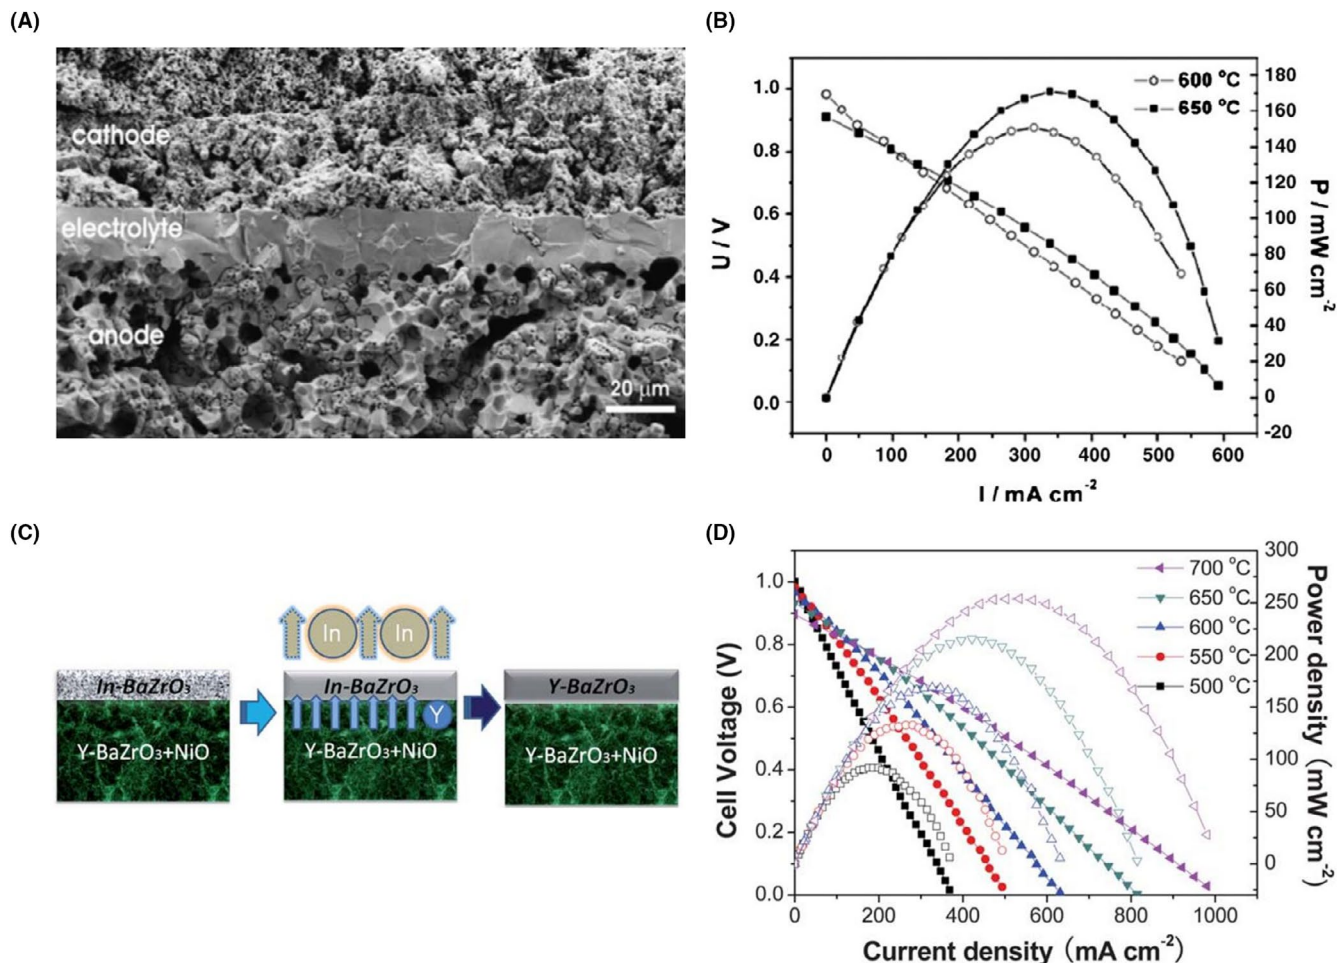 (A)
cathode
electrolyte
anode
20 μm
(B)
600 °C
650 °C
1.0
0.8
0.6
0.4
0.2
0.0
U / V
180
160
140
120
100
80
60
40
20
0
-20
P / mW cm⁻²
0 100 200 300 400 500 600
I / mA cm⁻²
(C)
In In
In-BaZrO₃
Y-BaZrO₃+NiO
In-BaZrO₃
Y
Y-BaZrO₃+NiO
Y-BaZrO₃
Y-BaZrO₃+NiO
(D)
700 °C
650 °C
600 °C
550 °C
500 °C
1.0
0.8
0.6
0.4
0.2
0.0
Cell Voltage (V)
300
250
200
150
100
50
0
Power density (mW cm⁻²)
0 200 400 600 800 1000
Current density (mA cm⁻²)